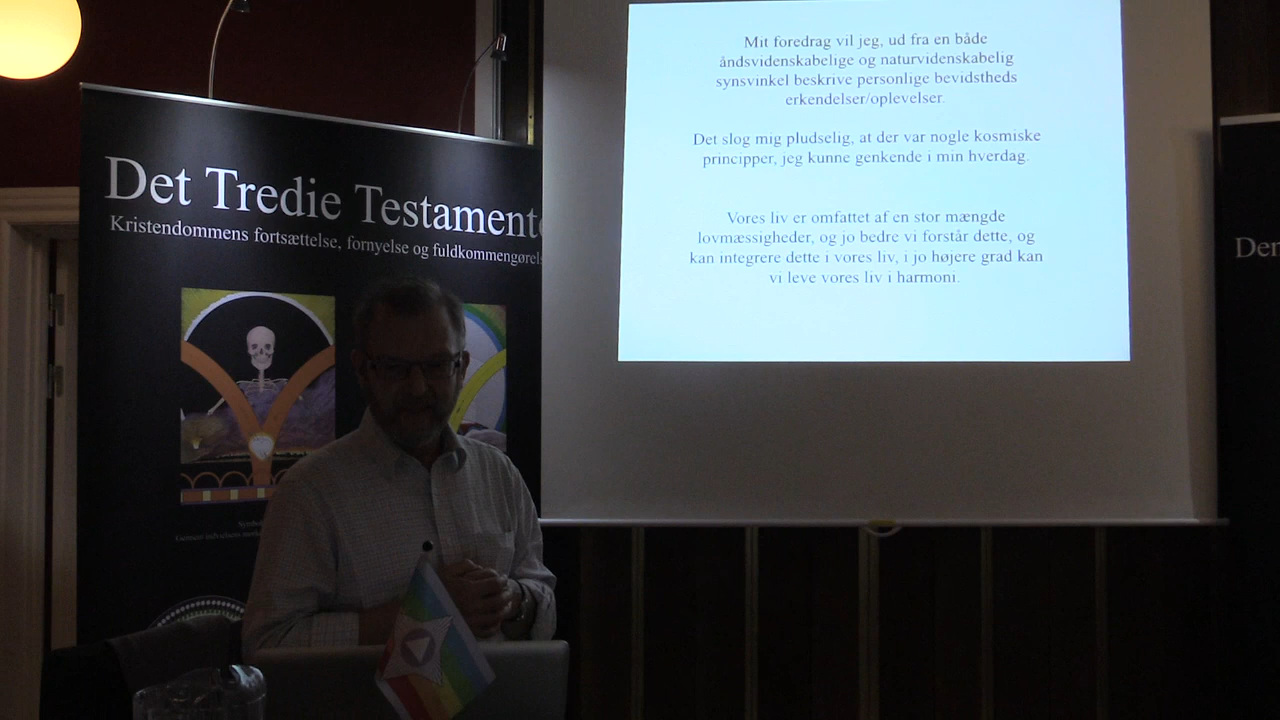 Det Tredie Testament
Kristendommens fortsættelse, fornyelse og fuldkommengørels
Mit foredrag vil jeg, ud fra en både
åndsvidenskabelige og naturvidenskabelig
synsvinkel beskrive personlige bevidstheds
erkendelser/oplevelser.
Det slog mig pludselig, at der var nogle kosmiske
principper, jeg kunne genkende i min hverdag.
Vores liv er omfattet af en stor mængde
lovmæssigheder, og jo bedre vi forstår dette, og
kan integrere dette i vores liv, i jo højere grad kan
vi leve vores liv i harmoni.